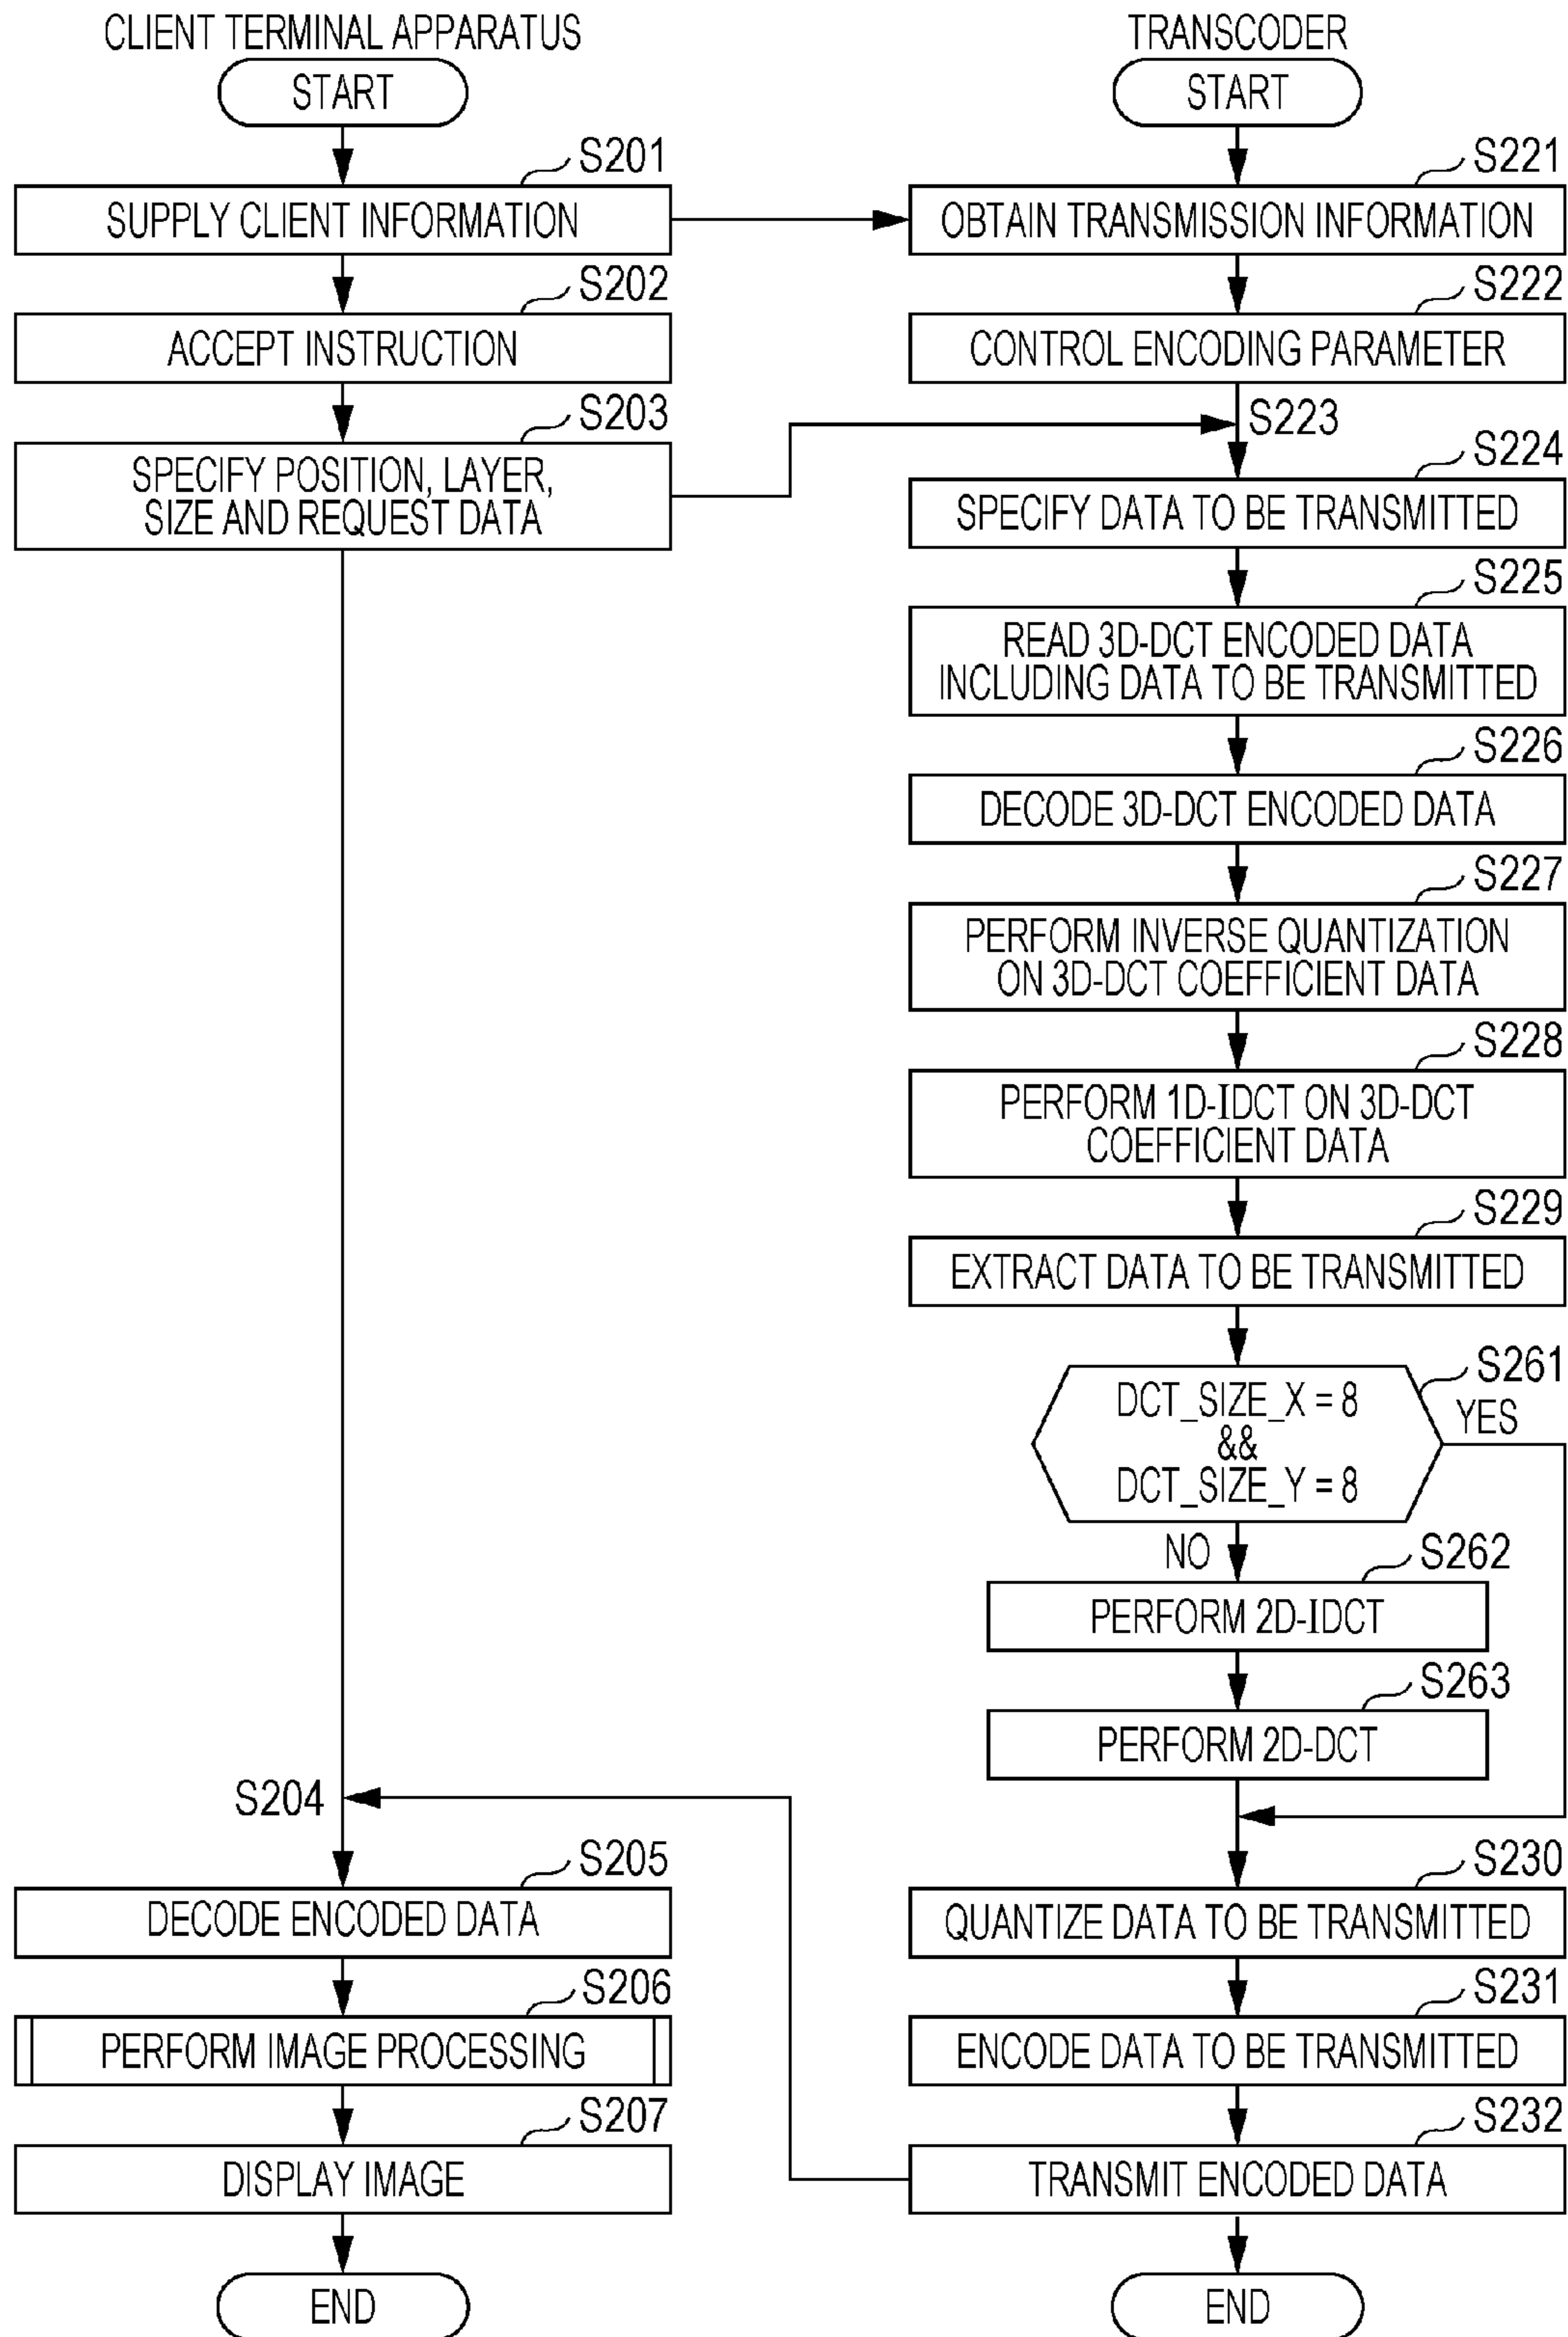 CLIENT TERMINAL APPARATUS
START
S201
SUPPLY CLIENT INFORMATION
S202
ACCEPT INSTRUCTION
S203
SPECIFY POSITION, LAYER,
SIZE AND REQUEST DATA
S204
S205
DECODE ENCODED DATA
S206
PERFORM IMAGE PROCESSING
S207
DISPLAY IMAGE
END
TRANSCODER
START
S221
OBTAIN TRANSMISSION INFORMATION
S222
CONTROL ENCODING PARAMETER
S223
S224
SPECIFY DATA TO BE TRANSMITTED
S225
READ 3D-DCT ENCODED DATA
INCLUDING DATA TO BE TRANSMITTED
S226
DECODE 3D-DCT ENCODED DATA
S227
PERFORM INVERSE QUANTIZATION
ON 3D-DCT COEFFICIENT DATA
S228
PERFORM 1D-IDCT ON 3D-DCT
COEFFICIENT DATA
S229
EXTRACT DATA TO BE TRANSMITTED
S261
DCT_SIZE_X = 8
&&
DCT_SIZE_Y = 8
YES
NO
S262
PERFORM 2D-IDCT
S263
PERFORM 2D-DCT
S230
QUANTIZE DATA TO BE TRANSMITTED
S231
ENCODE DATA TO BE TRANSMITTED
S232
TRANSMIT ENCODED DATA
END